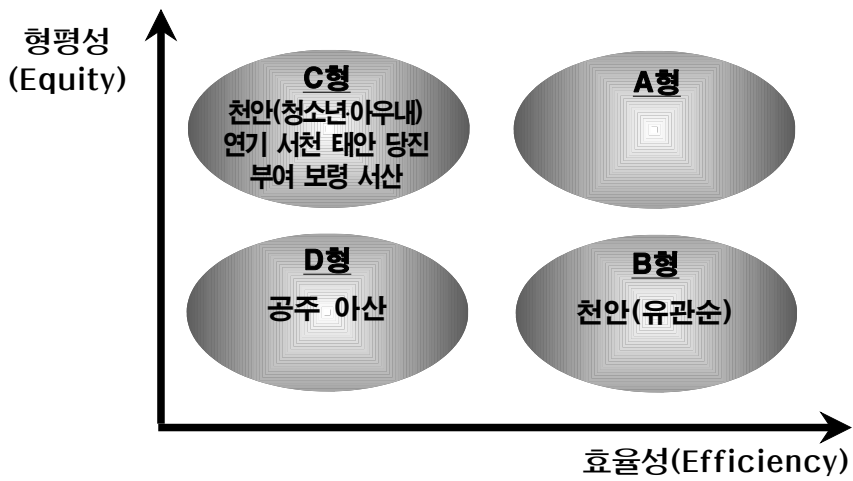 형평성
(Equity)
C형
천안(청소년·아우내)
연기 서천 태안 당진
부여 보령 서산
A형
D형
공주 아산
B형
천안(유관순)
효율성(Efficiency)